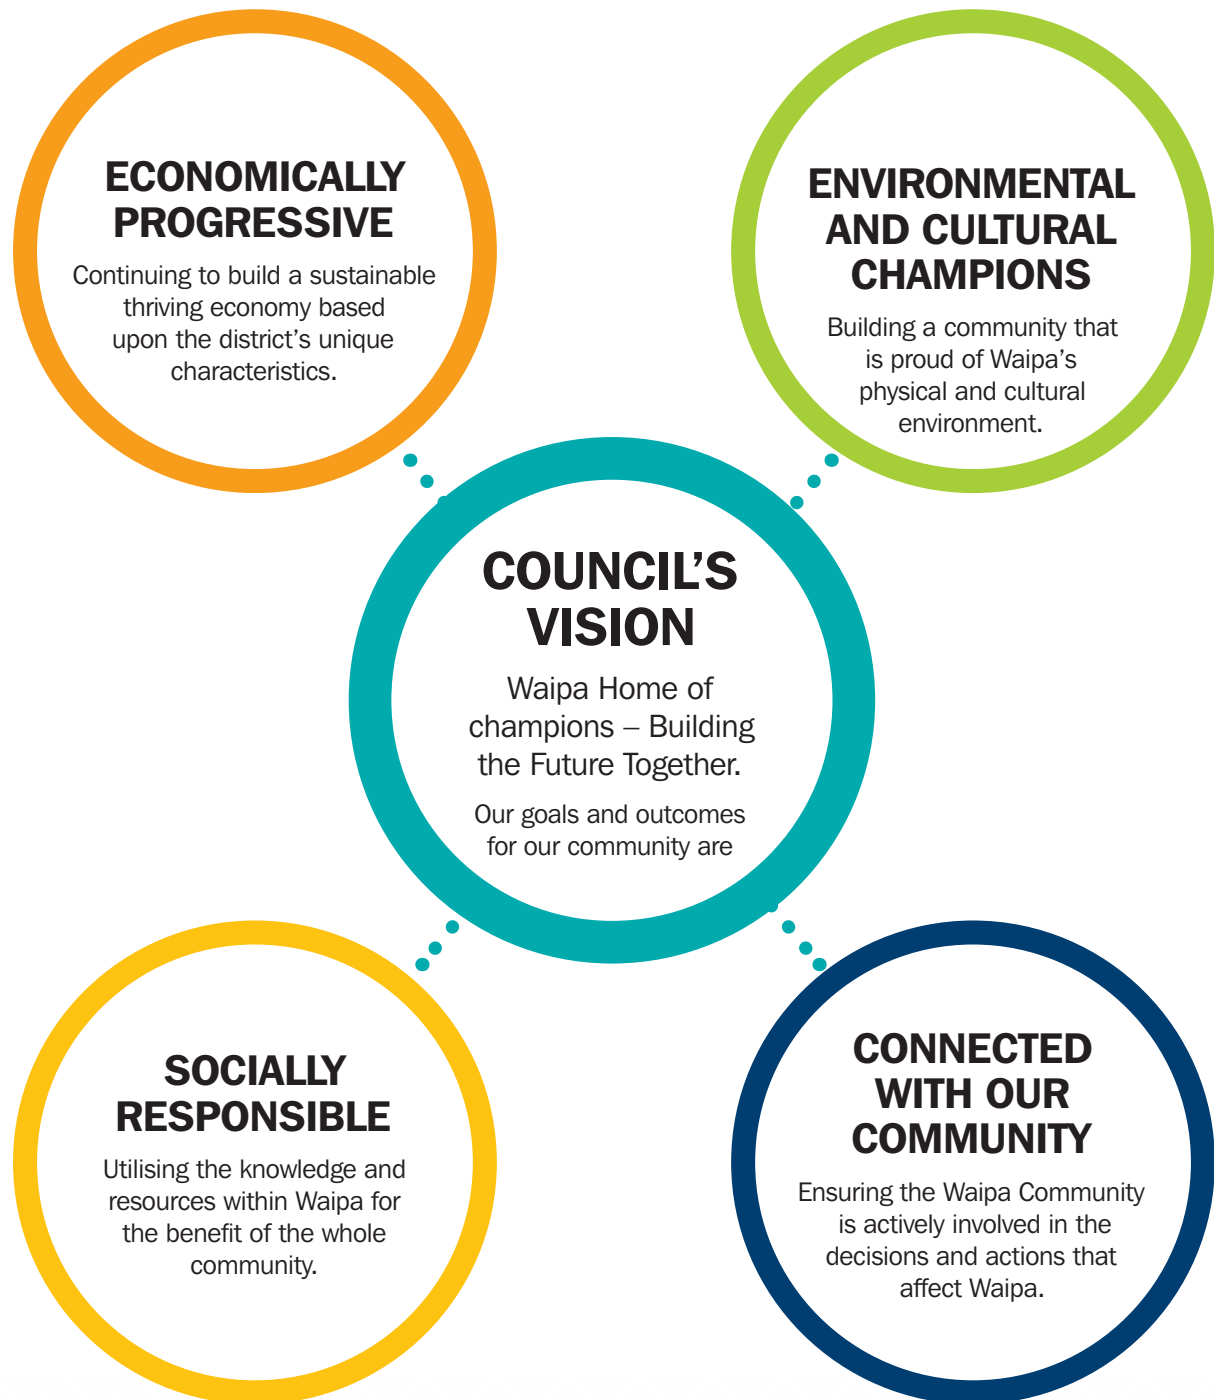 ECONOMICALLY
PROGRESSIVE
Continuing to build a sustainable
thriving economy based
upon the district’s unique
characteristics.
ENVIRONMENTAL
AND CULTURAL
CHAMPIONS
Building a community that
is proud of Waipa’s
physical and cultural
environment.
COUNCIL’S
VISION
Waipa Home of
champions – Building
the Future Together.
Our goals and outcomes
for our community are
SOCIALLY
RESPONSIBLE
Utilising the knowledge and
resources within Waipa for
the benefit of the whole
community.
CONNECTED
WITH OUR
COMMUNITY
Ensuring the Waipa Community
is actively involved in the
decisions and actions that
affect Waipa.